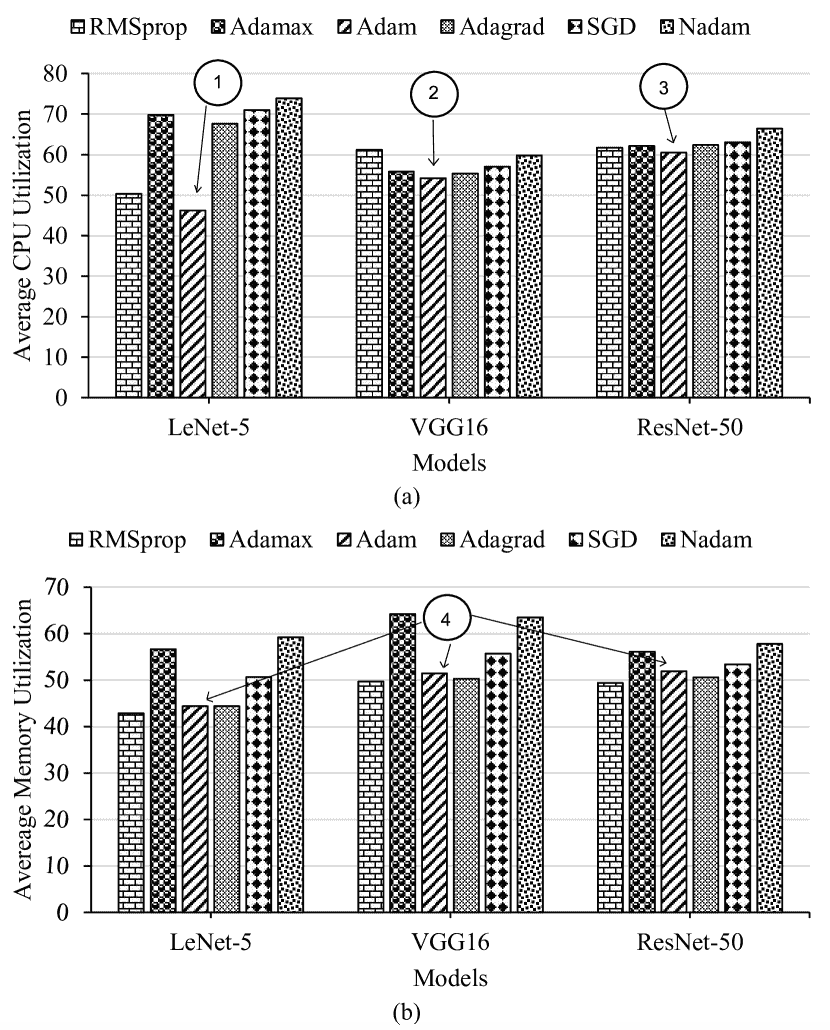 RMSprop Adamax Adam Adagrad SGD Nadam
80
70
60
50
40
30
20
10
0
Average CPU Utilization
1
2
3
LeNet-5 VGG16 ResNet-50
Models
(a)
RMSprop Adamax Adam Adagrad SGD Nadam
70
60
50
40
30
20
10
0
Avereage Memory Utilization
4
LeNet-5 VGG16 ResNet-50
Models
(b)